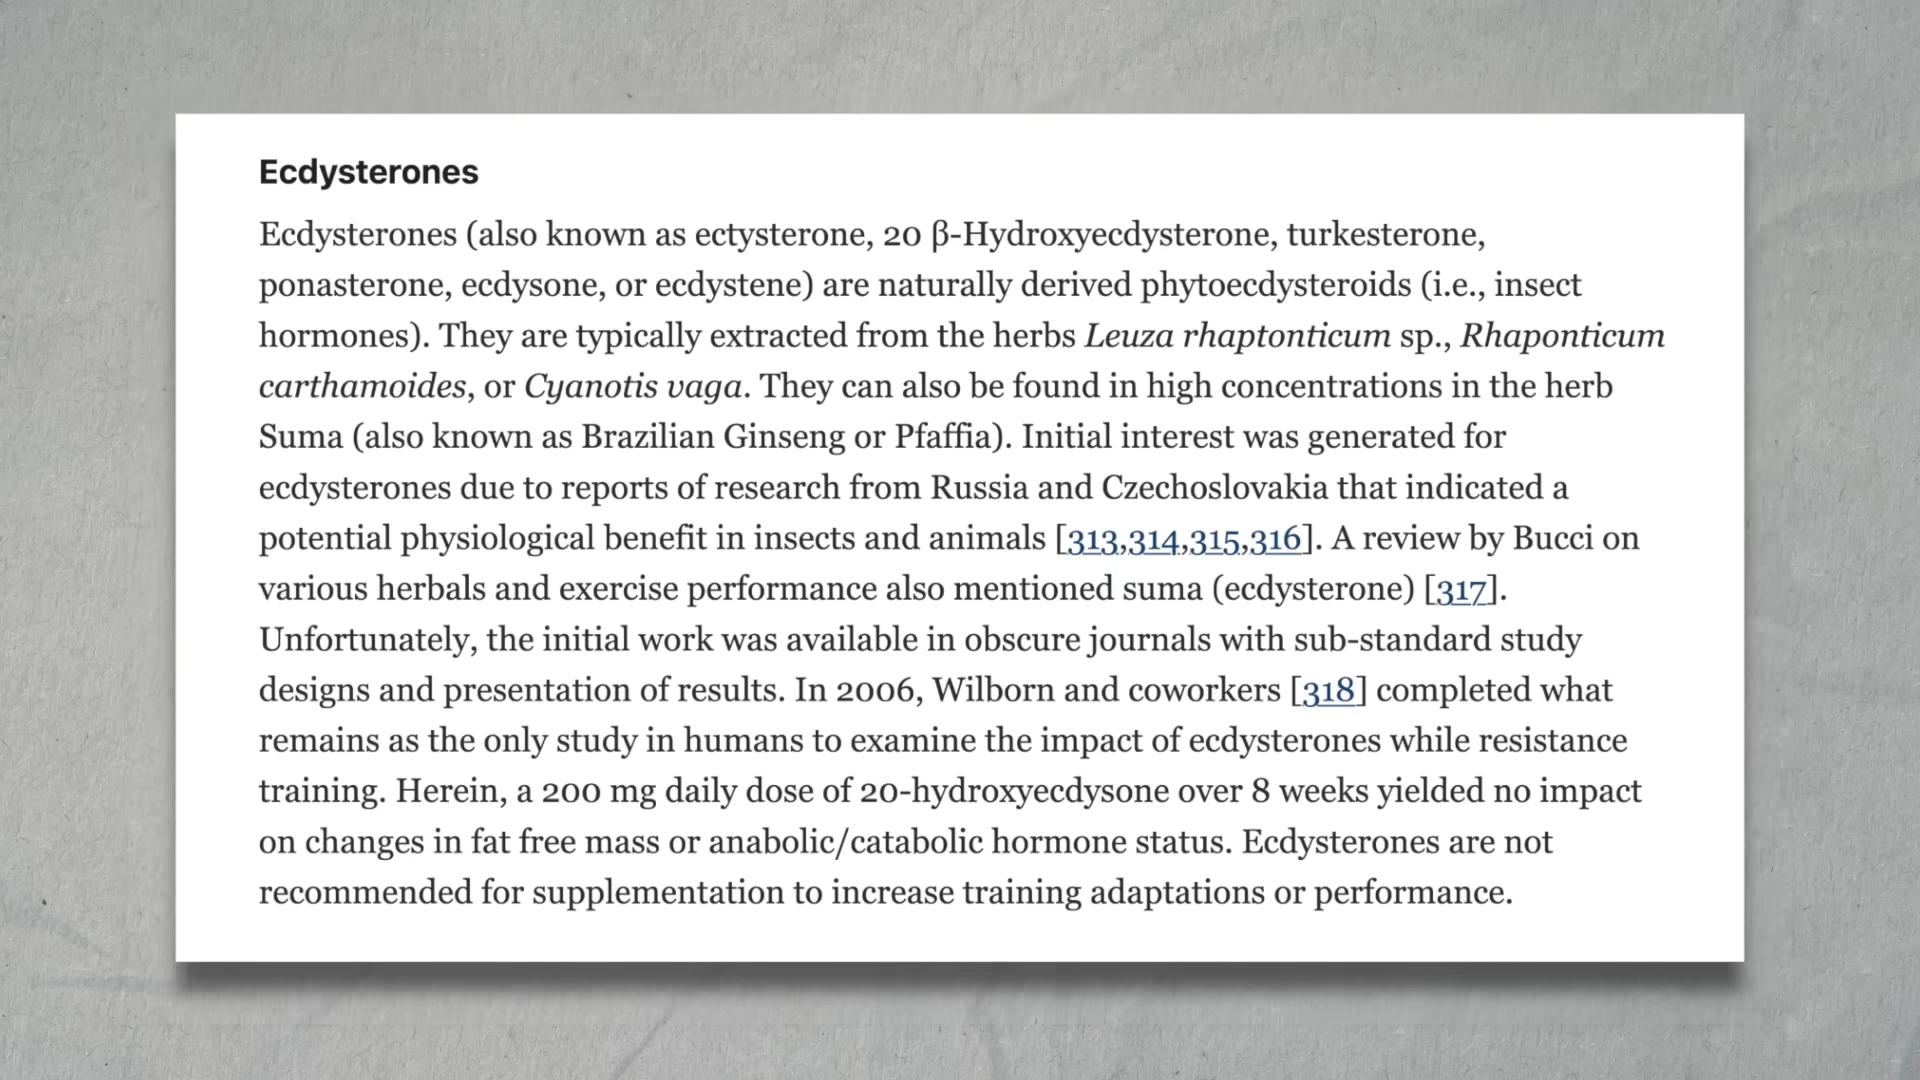 Ecdysterones
Ecdysterones (also known as ectysterone, 20 β-Hydroxyecdysterone, turkesterone,
ponasterone, ecdysone, or ecdystene) are naturally derived phytoecdysteroids (i.e., insect
hormones). They are typically extracted from the herbs Leuza rhaptonticum sp., Rhaponticum
carthamoides, or Cyanotis vaga. They can also be found in high concentrations in the herb
Suma (also known as Brazilian Ginseng or Pfaffia). Initial interest was generated for
ecdysterones due to reports of research from Russia and Czechoslovakia that indicated a
potential physiological benefit in insects and animals [313,314,315,316]. A review by Bucci on
various herbals and exercise performance also mentioned suma (ecdysterone) [317].
Unfortunately, the initial work was available in obscure journals with sub-standard study
designs and presentation of results. In 2006, Wilborn and coworkers [318] completed what
remains as the only study in humans to examine the impact of ecdysterones while resistance
training. Herein, a 200 mg daily dose of 20-hydroxyecdysone over 8 weeks yielded no impact
on changes in fat free mass or anabolic/catabolic hormone status. Ecdysterones are not
recommended for supplementation to increase training adaptations or performance.